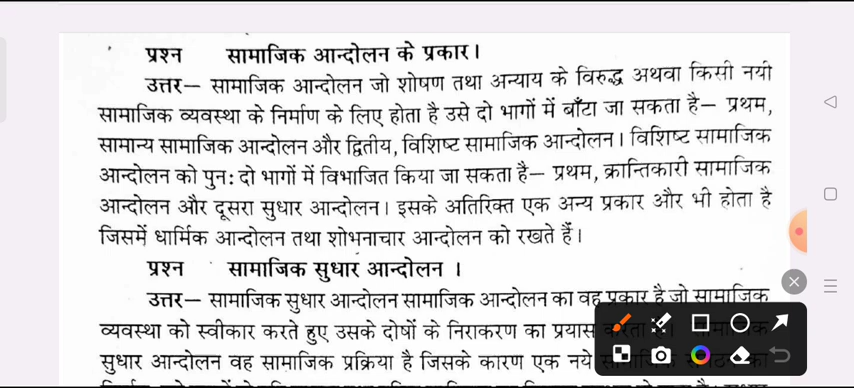 प्रश्न सामाजिक आन्दोलन के प्रकार।
उत्तर— सामाजिक आन्दोलन जो शोषण तथा अन्याय के विरुद्ध अथवा किसी नयी
सामाजिक व्यवस्था के निर्माण के लिए होता है उसे दो भागों में बाँटा जा सकता है— प्रथम,
सामान्य सामाजिक आन्दोलन और द्वितीय, विशिष्ट सामाजिक आन्दोलन। विशिष्ट सामाजिक
आन्दोलन को पुन: दो भागों में विभाजित किया जा सकता है— प्रथम, क्रान्तिकारी सामाजिक
आन्दोलन और दूसरा सुधार आन्दोलन। इसके अतिरिक्त एक अन्य प्रकार और भी होता है
जिसमें धार्मिक आन्दोलन तथा शोभनाचार आन्दोलन को रखते हैं।
प्रश्न सामाजिक सुधार आन्दोलन ।
उत्तर— सामाजिक सुधार आन्दोलन सामाजिक आन्दोलन का वह प्रकार है जो सामाजिक
व्यवस्था को स्वीकार करते हुए उसके दोषों के निराकरण का प्रयास करता है। सामाजिक
सुधार आन्दोलन वह सामाजिक प्रक्रिया है जिसके कारण एक नये